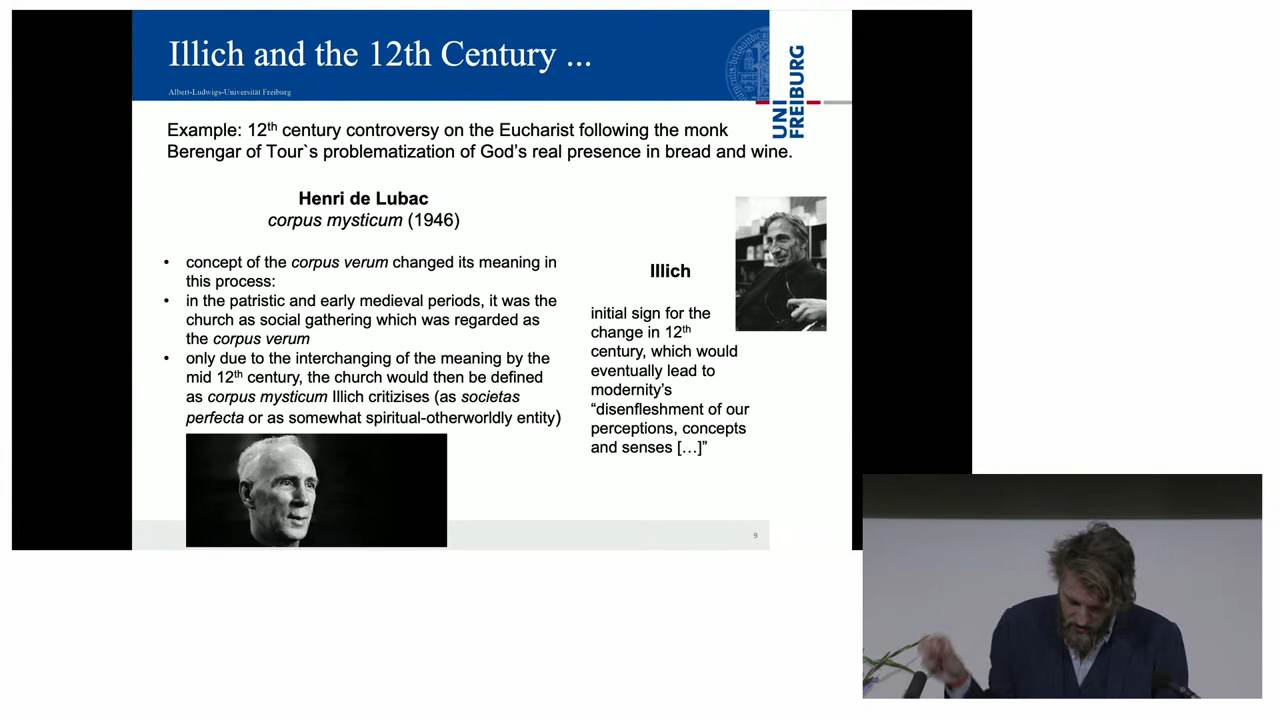 Illich and the 12th Century ...
Albert-Ludwigs-Universität Freiburg
UNI
FREIBURG
Example: 12th century controversy on the Eucharist following the monk
Berengar of Tour`s problematization of God’s real presence in bread and wine.
Henri de Lubac
corpus mysticum (1946)
• concept of the corpus verum changed its meaning in
this process:
• in the patristic and early medieval periods, it was the
church as social gathering which was regarded as
the corpus verum
• only due to the interchanging of the meaning by the
mid 12th century, the church would then be defined
as corpus mysticum Illich critizises (as societas
perfecta or as somewhat spiritual-otherworldly entity)
Illich
initial sign for the
change in 12th
century, which would
eventually lead to
modernity’s
“disenfleshment of our
perceptions, concepts
and senses […]”
9